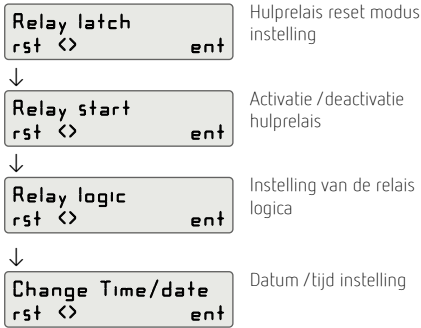 Relay latch
rst <> ent
Hulprelais reset modus
instelling
↓
Relay start
rst <> ent
Activatie /deactivatie
hulprelais
↓
Relay logic
rst <> ent
Instelling van de relais
logica
↓
Change Time/date
rst <> ent
Datum /tijd instelling